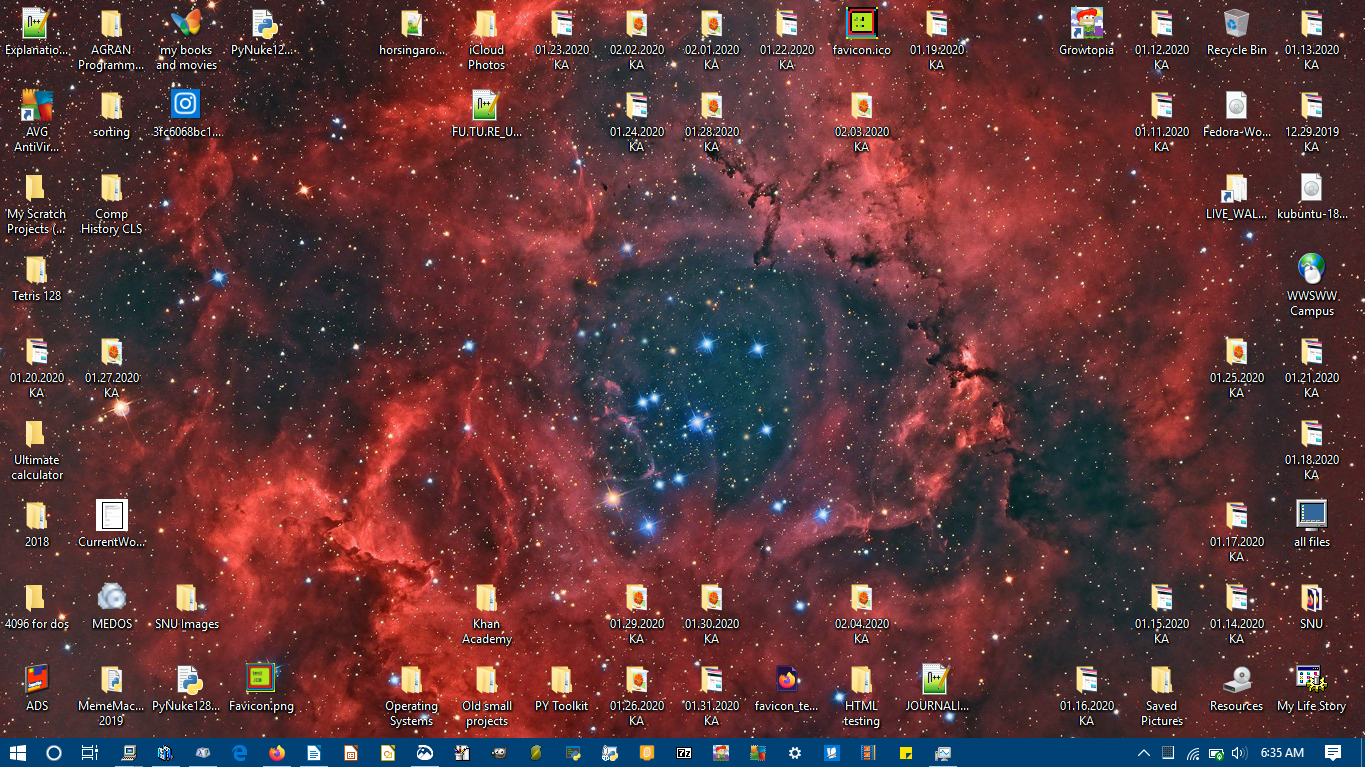 Explanatio...
AGRAN
Programm...
my books
and movies
PyNuke12...
horsingaro...
iCloud
Photos
01.23.2020
KA
02.02.2020
KA
02.01.2020
KA
01.22.2020
KA
favicon.ico
01.19.2020
KA
Growtopia
01.12.2020
KA
Recycle Bin
01.13.2020
KA
AVG
AntiVir...
sorting
3fc6068bc1...
FU.TU.RE_U...
01.24.2020
KA
01.28.2020
KA
02.03.2020
KA
01.11.2020
KA
Fedora-Wo...
12.29.2019
KA
My Scratch
Projects (...
Comp
History CLS
LIVE_WAL...
kubuntu-18...
Tetris 128
WWSWW
Campus
01.20.2020
KA
01.27.2020
KA
01.25.2020
KA
01.21.2020
KA
Ultimate
calculator
01.18.2020
KA
2018
CurrentWo...
01.17.2020
KA
all files
4096 for dos
MEDOS
SNU Images
Khan
Academy
01.29.2020
KA
01.30.2020
KA
02.04.2020
KA
01.15.2020
KA
01.14.2020
KA
SNU
ADS
MemeMac...
2019
PyNuke128...
Favicon.png
Operating
Systems
Old small
projects
PY Toolkit
01.26.2020
KA
01.31.2020
KA
favicon_te...
HTML
testing
JOURNALI...
01.16.2020
KA
Saved
Pictures
Resources
My Life Story
6:35 AM